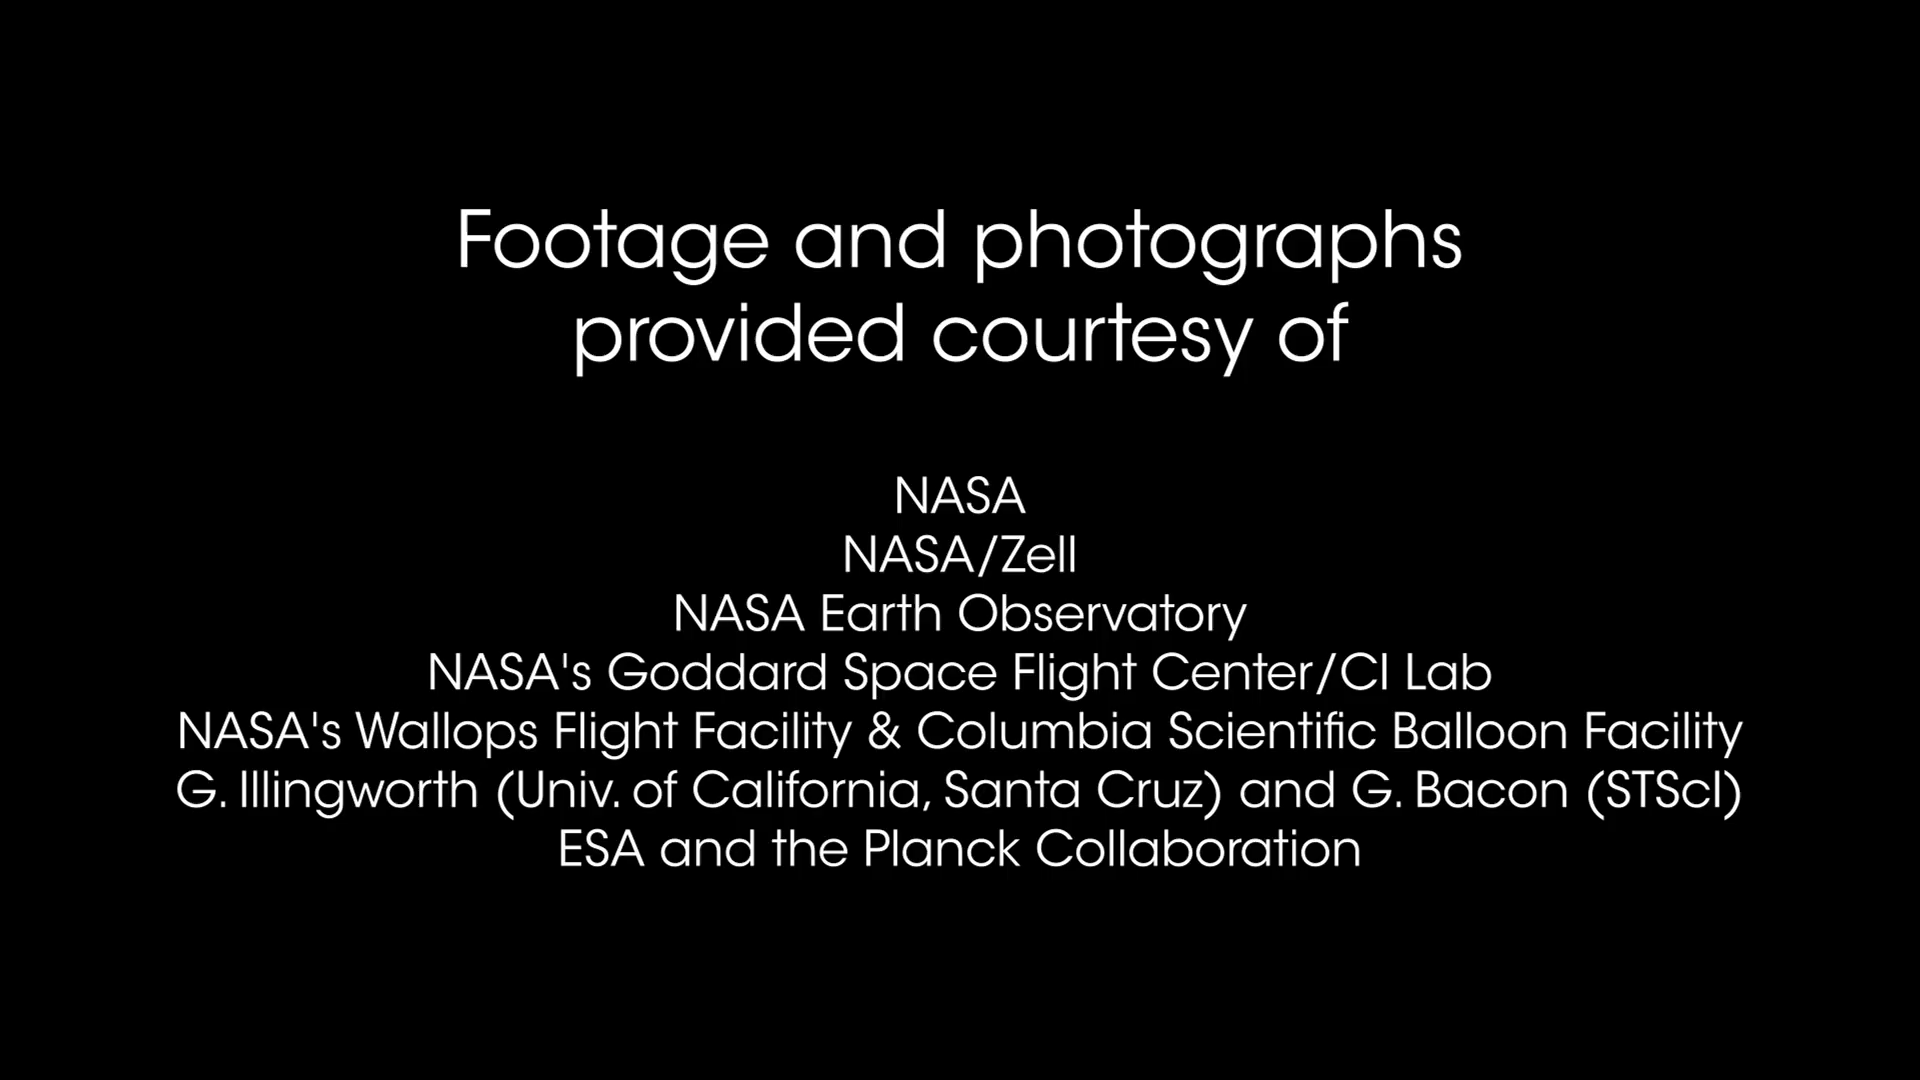 Footage and photographs
provided courtesy of
NASA
NASA/Zell
NASA Earth Observatory
NASA's Goddard Space Flight Center/CI Lab
NASA's Wallops Flight Facility & Columbia Scientific Balloon Facility
G. Illingworth (Univ. of California, Santa Cruz) and G. Bacon (STScI)
ESA and the Planck Collaboration